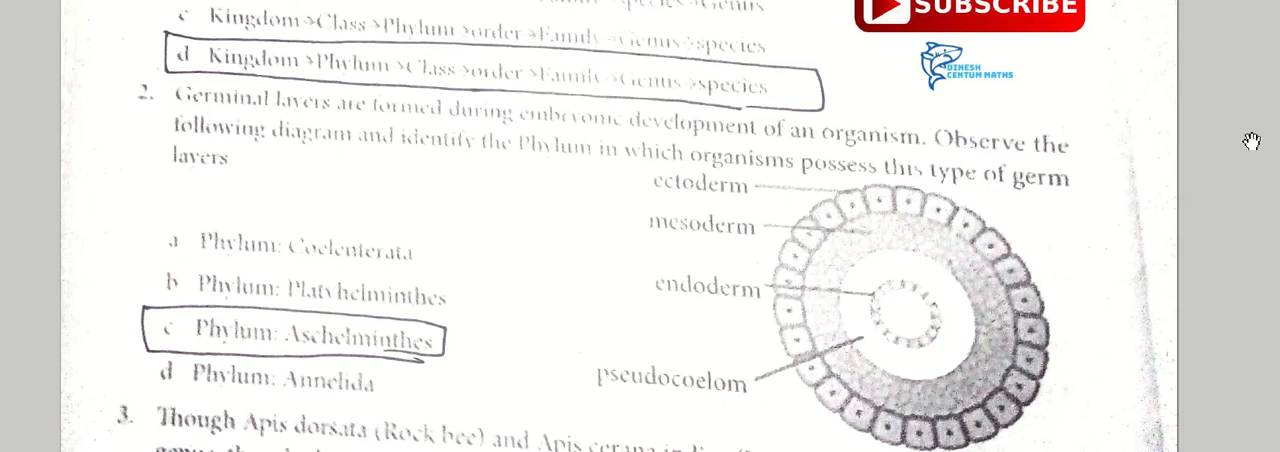 SUBSCRIBE
c Kingdom>Class>Phylum >order >Family >Genus >species
d Kingdom >Phylum >Class >order >Family >Genus >species
DINESH
CENTUM MATHS
2. Germinal layers are formed during embryonic development of an organism. Observe the
following diagram and identify the Phylum in which organisms possess this type of germ
layers.
ectoderm
mesoderm
endoderm
pseudocoelom
a Phylum: Coelenterata
b Phylum: Platyhelminthes
c Phylum: Aschelminthes
d Phylum: Annelida
3. Though Apis dorsata (Rock bee) and Apis cerana